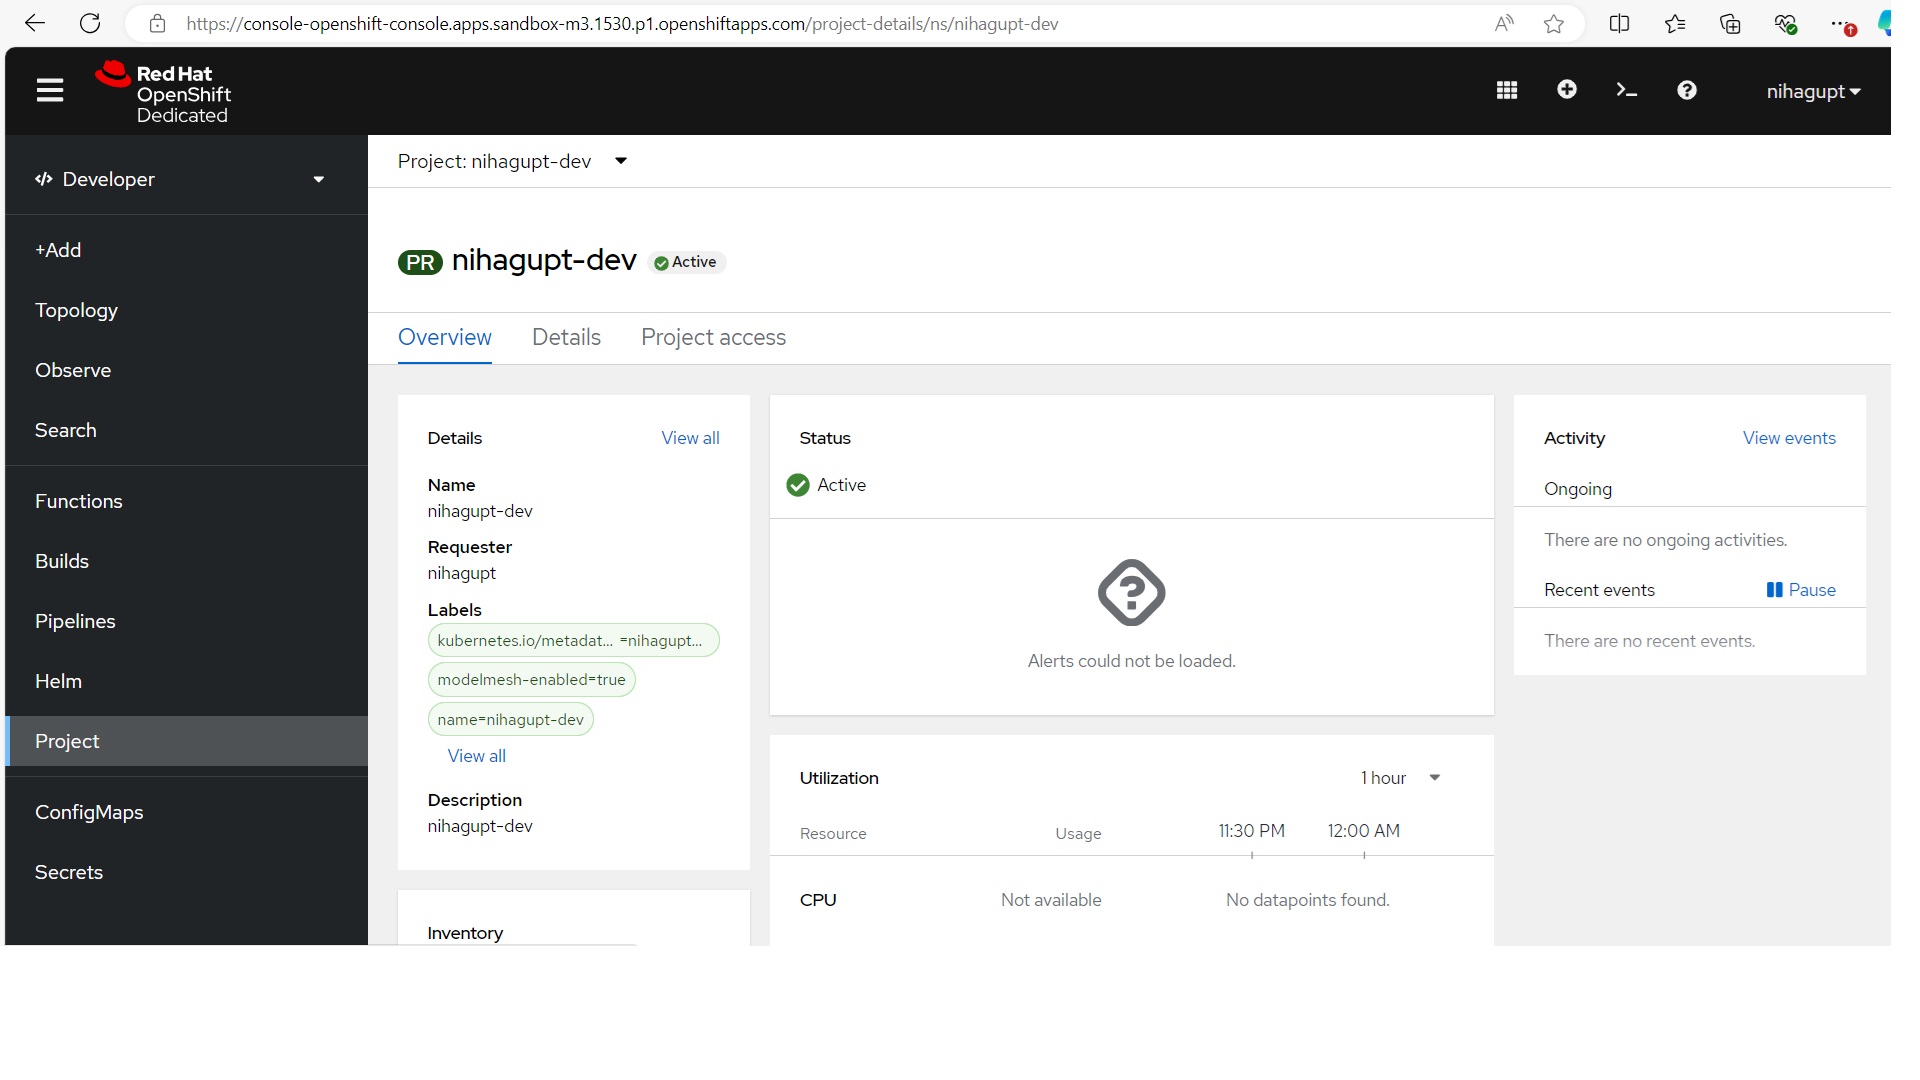 https://console-openshift-console.apps.sandbox-m3.1530.p1.openshiftapps.com/project-details/ns/nihagupt-dev
Red Hat
OpenShift
Dedicated
nihagupt
Developer
+Add
Topology
Observe
Search
Functions
Builds
Pipelines
Helm
Project
ConfigMaps
Secrets
Project: nihagupt-dev
PR nihagupt-dev Active
Overview Details Project access
Details View all
Name
nihagupt-dev
Requester
nihagupt
Labels
kubernetes.io/metadat... =nihagupt...
modelmesh-enabled=true
name=nihagupt-dev
View all
Description
nihagupt-dev
Inventory
Status
Active
Alerts could not be loaded.
Utilization 1 hour
Resource Usage 11:30 PM 12:00 AM
CPU Not available No datapoints found.
Activity View events
Ongoing
There are no ongoing activities.
Recent events Pause
There are no recent events.